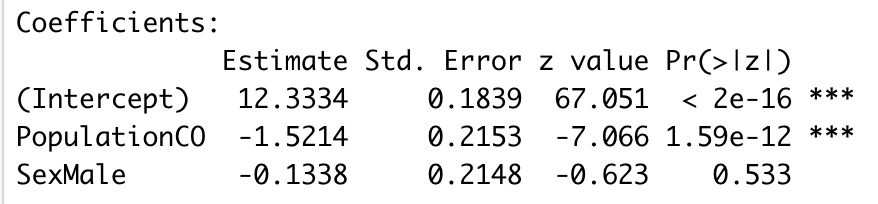 Coefficients:
            Estimate Std. Error z value Pr(>|z|)
(Intercept)  12.3334     0.1839  67.051  < 2e-16 ***
PopulationCO -1.5214     0.2153  -7.066 1.59e-12 ***
SexMale      -0.1338     0.2148  -0.623    0.533